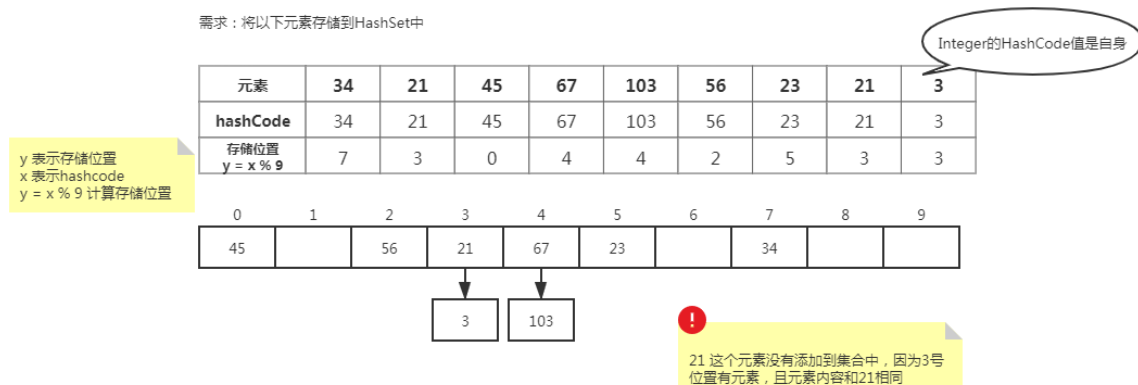 需求：将以下元素存储到HashSet中
Integer的HashCode值是自身
元素 34 21 45 67 103 56 23 21 3
hashCode 34 21 45 67 103 56 23 21 3
存储位置
y = x % 9 7 3 0 4 4 2 5 3 3
y 表示存储位置
x 表示hashcode
y = x % 9 计算存储位置
0 1 2 3 4 5 6 7 8 9
45 56 21 67 23 34
3 103
!
21 这个元素没有添加到集合中，因为3号
位置有元素，且元素内容和21相同